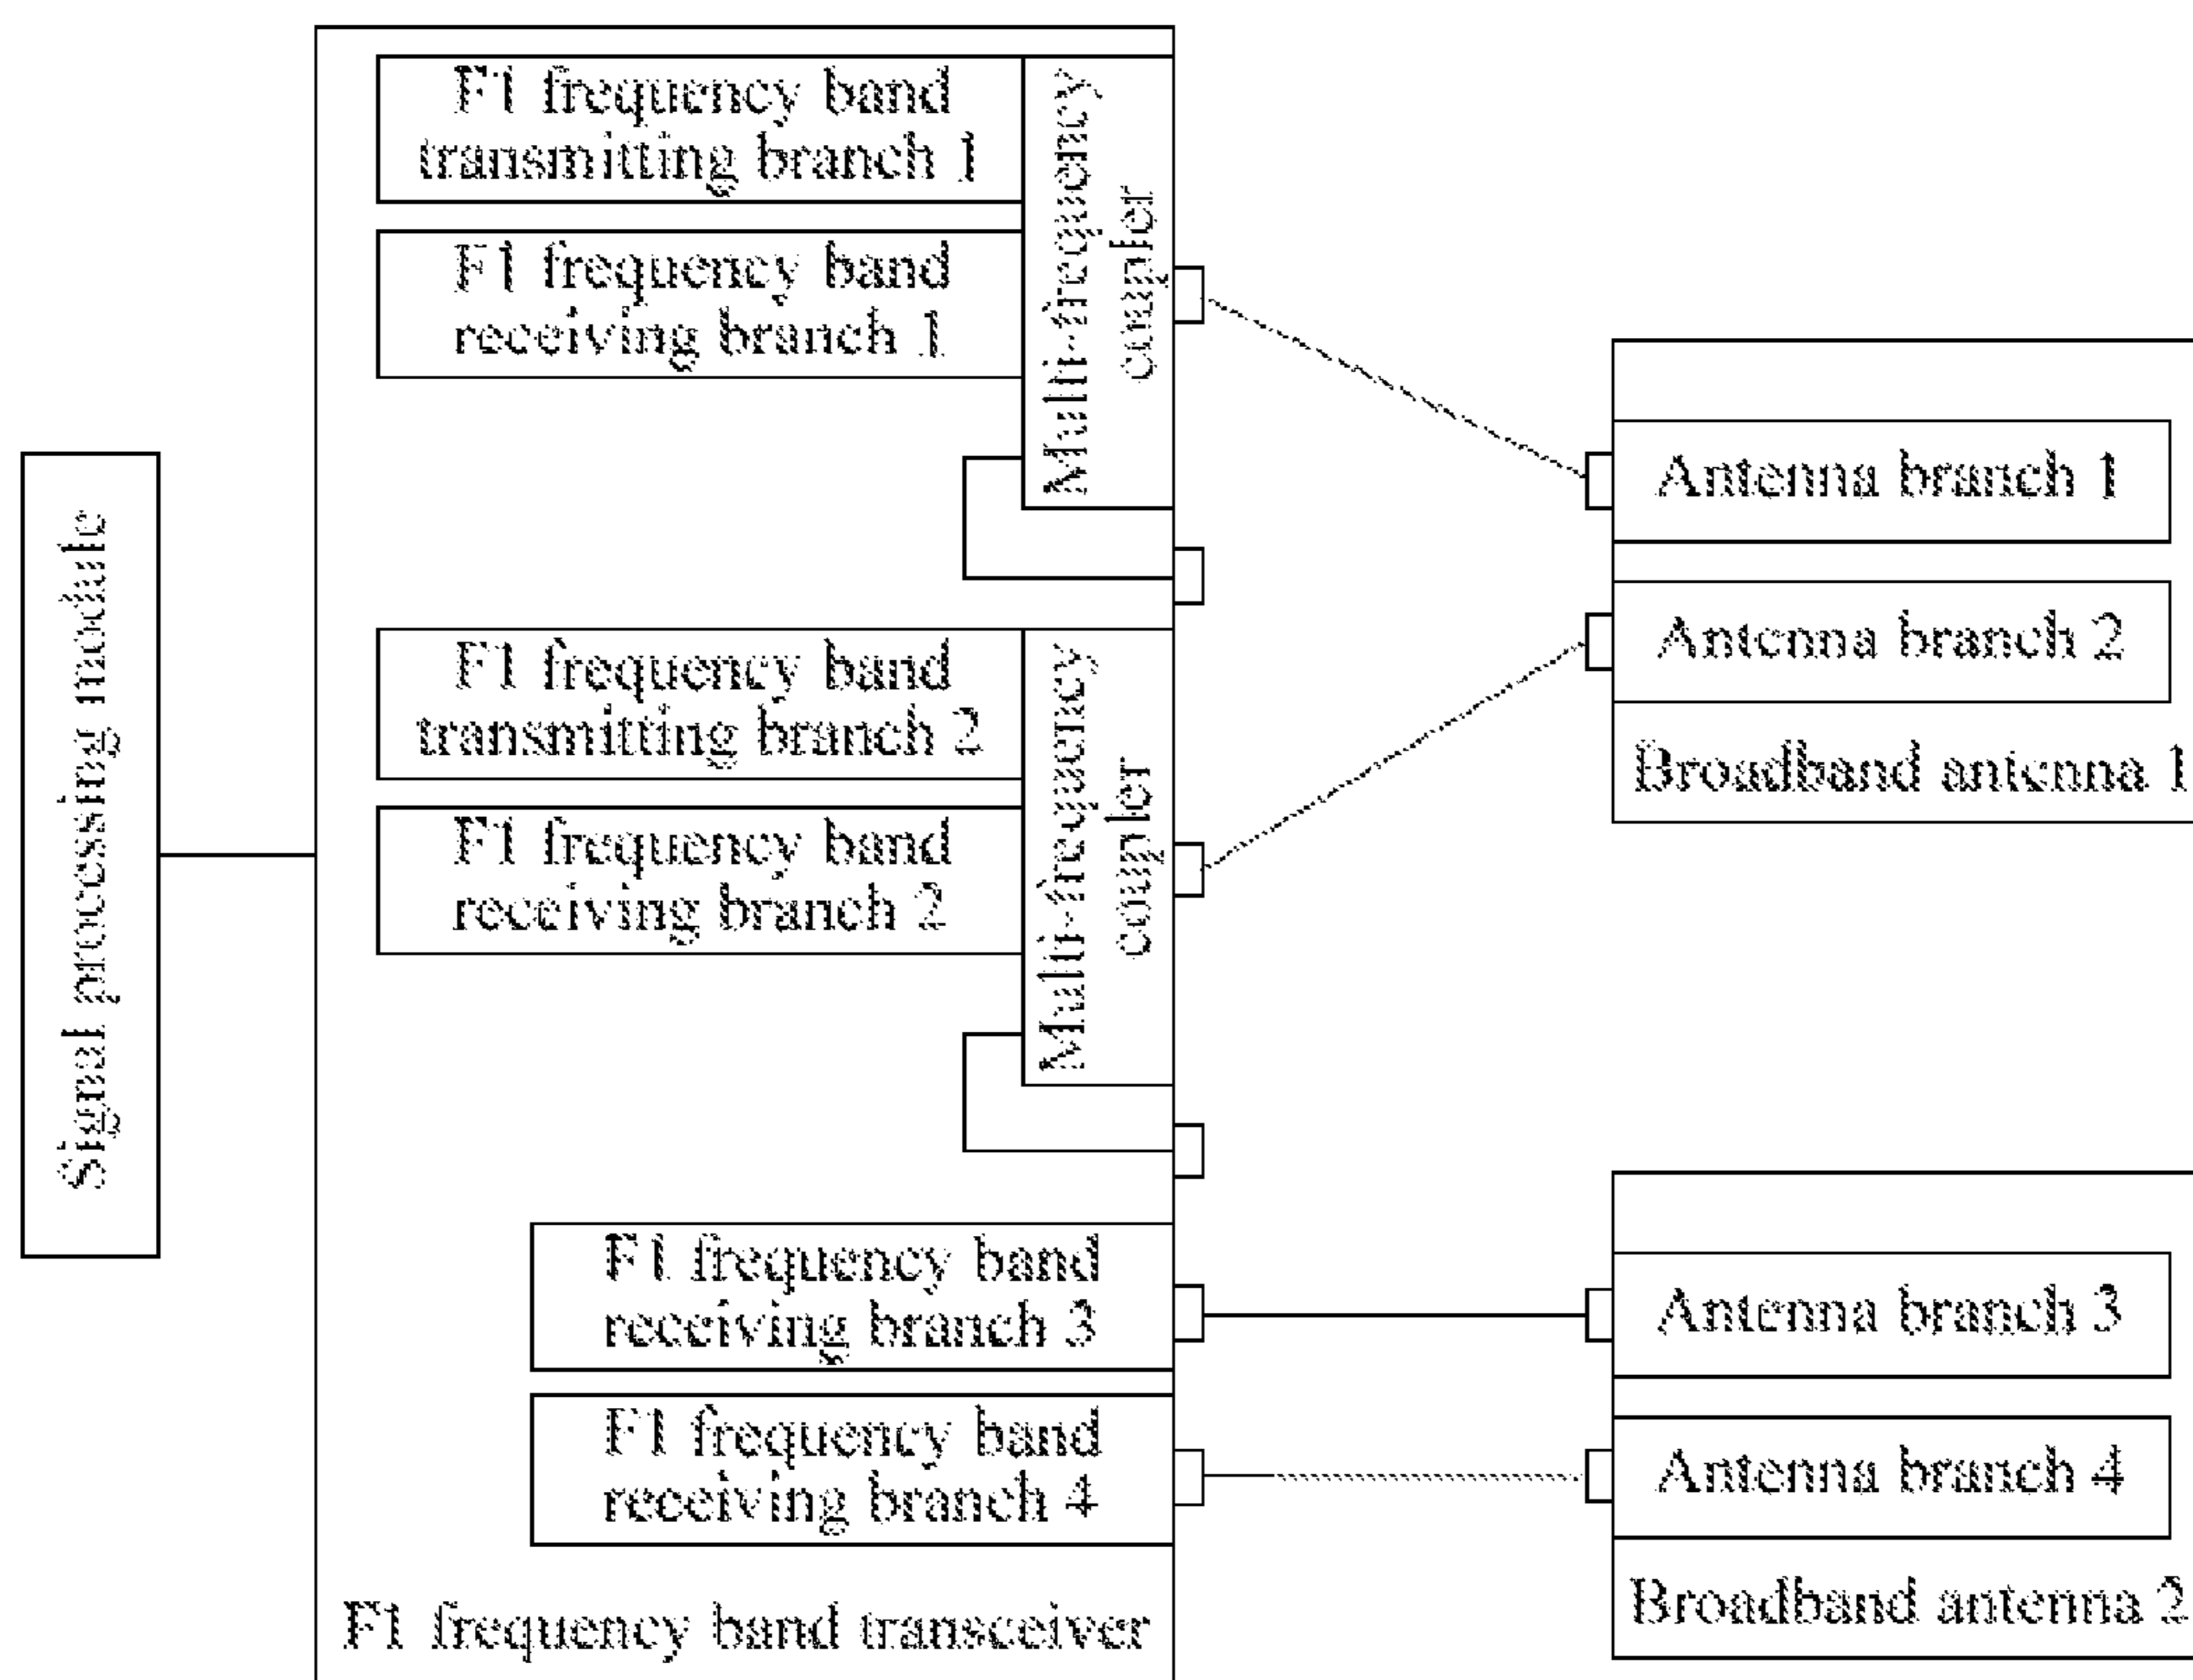 Signal processing module
F1 frequency band
transmitting branch 1
F1 frequency band
receiving branch 1
Multi-frequency
coupler
F1 frequency band
transmitting branch 2
F1 frequency band
receiving branch 2
Multi-frequency
coupler
F1 frequency band
receiving branch 3
F1 frequency band
receiving branch 4
F1 frequency band transceiver
Antenna branch 1
Antenna branch 2
Broadband antenna 1
Antenna branch 3
Antenna branch 4
Broadband antenna 2